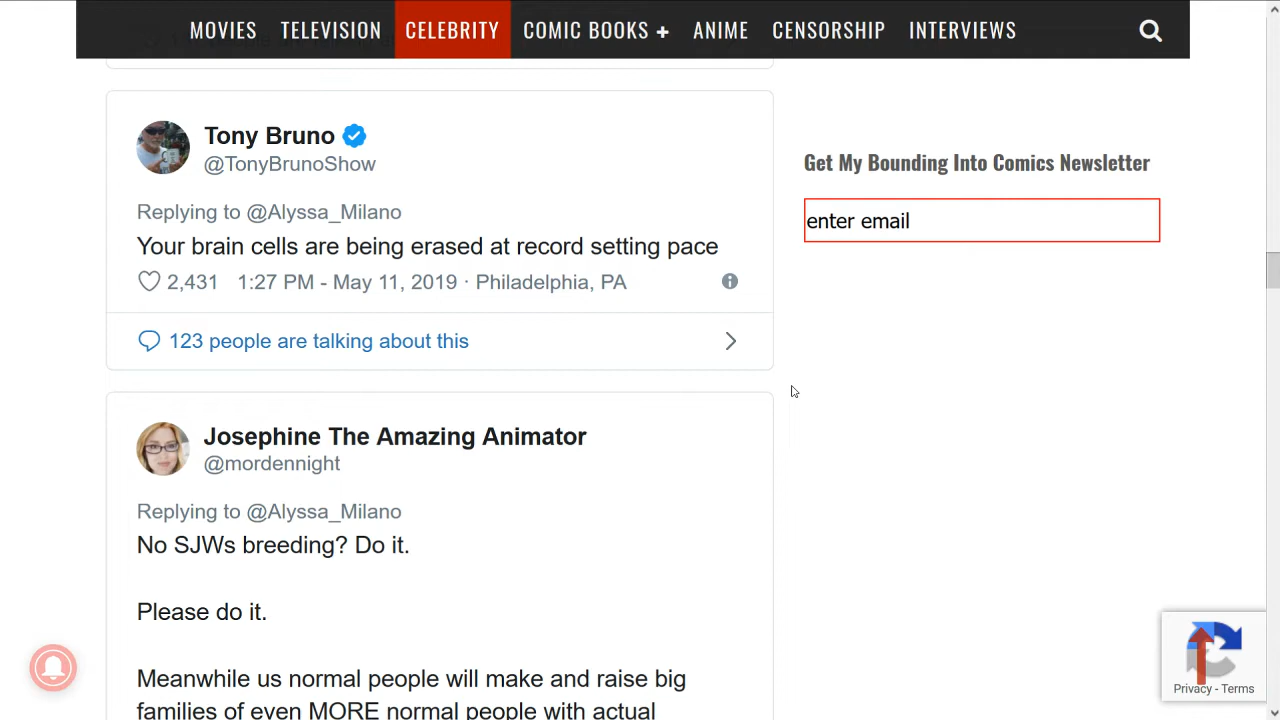 MOVIES TELEVISION CELEBRITY COMIC BOOKS + ANIME CENSORSHIP INTERVIEWS
Tony Bruno
@TonyBrunoShow
Replying to @Alyssa_Milano
Your brain cells are being erased at record setting pace
2,431 1:27 PM - May 11, 2019 · Philadelphia, PA
123 people are talking about this
Get My Bounding Into Comics Newsletter
enter email
Josephine The Amazing Animator
@mordennight
Replying to @Alyssa_Milano
No SJWs breeding? Do it.
Please do it.
Meanwhile us normal people will make and raise big
families of even MORE normal people with actual
Privacy - Terms